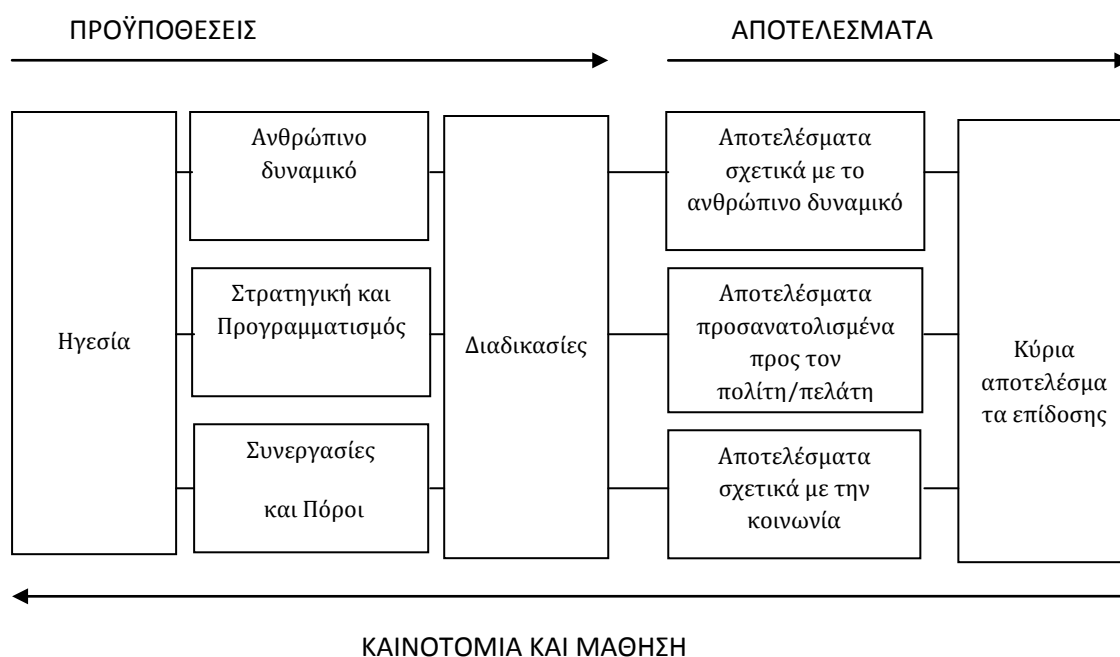 ΠΡΟΫΠΟΘΕΣΕΙΣ
ΑΠΟΤΕΛΕΣΜΑΤΑ
Ηγεσία
Ανθρώπινο
δυναμικό
Στρατηγική και
Προγραμματισμός
Συνεργασίες
και Πόροι
Διαδικασίες
Αποτελέσματα
σχετικά με το
ανθρώπινο δυναμικό
Αποτελέσματα
προσανατολισμένα
προς τον
πολίτη/πελάτη
Αποτελέσματα
σχετικά με την
κοινωνία
Κύρια
αποτελέσμα
τα επίδοσης
ΚΑΙΝΟΤΟΜΙΑ ΚΑΙ ΜΑΘΗΣΗ